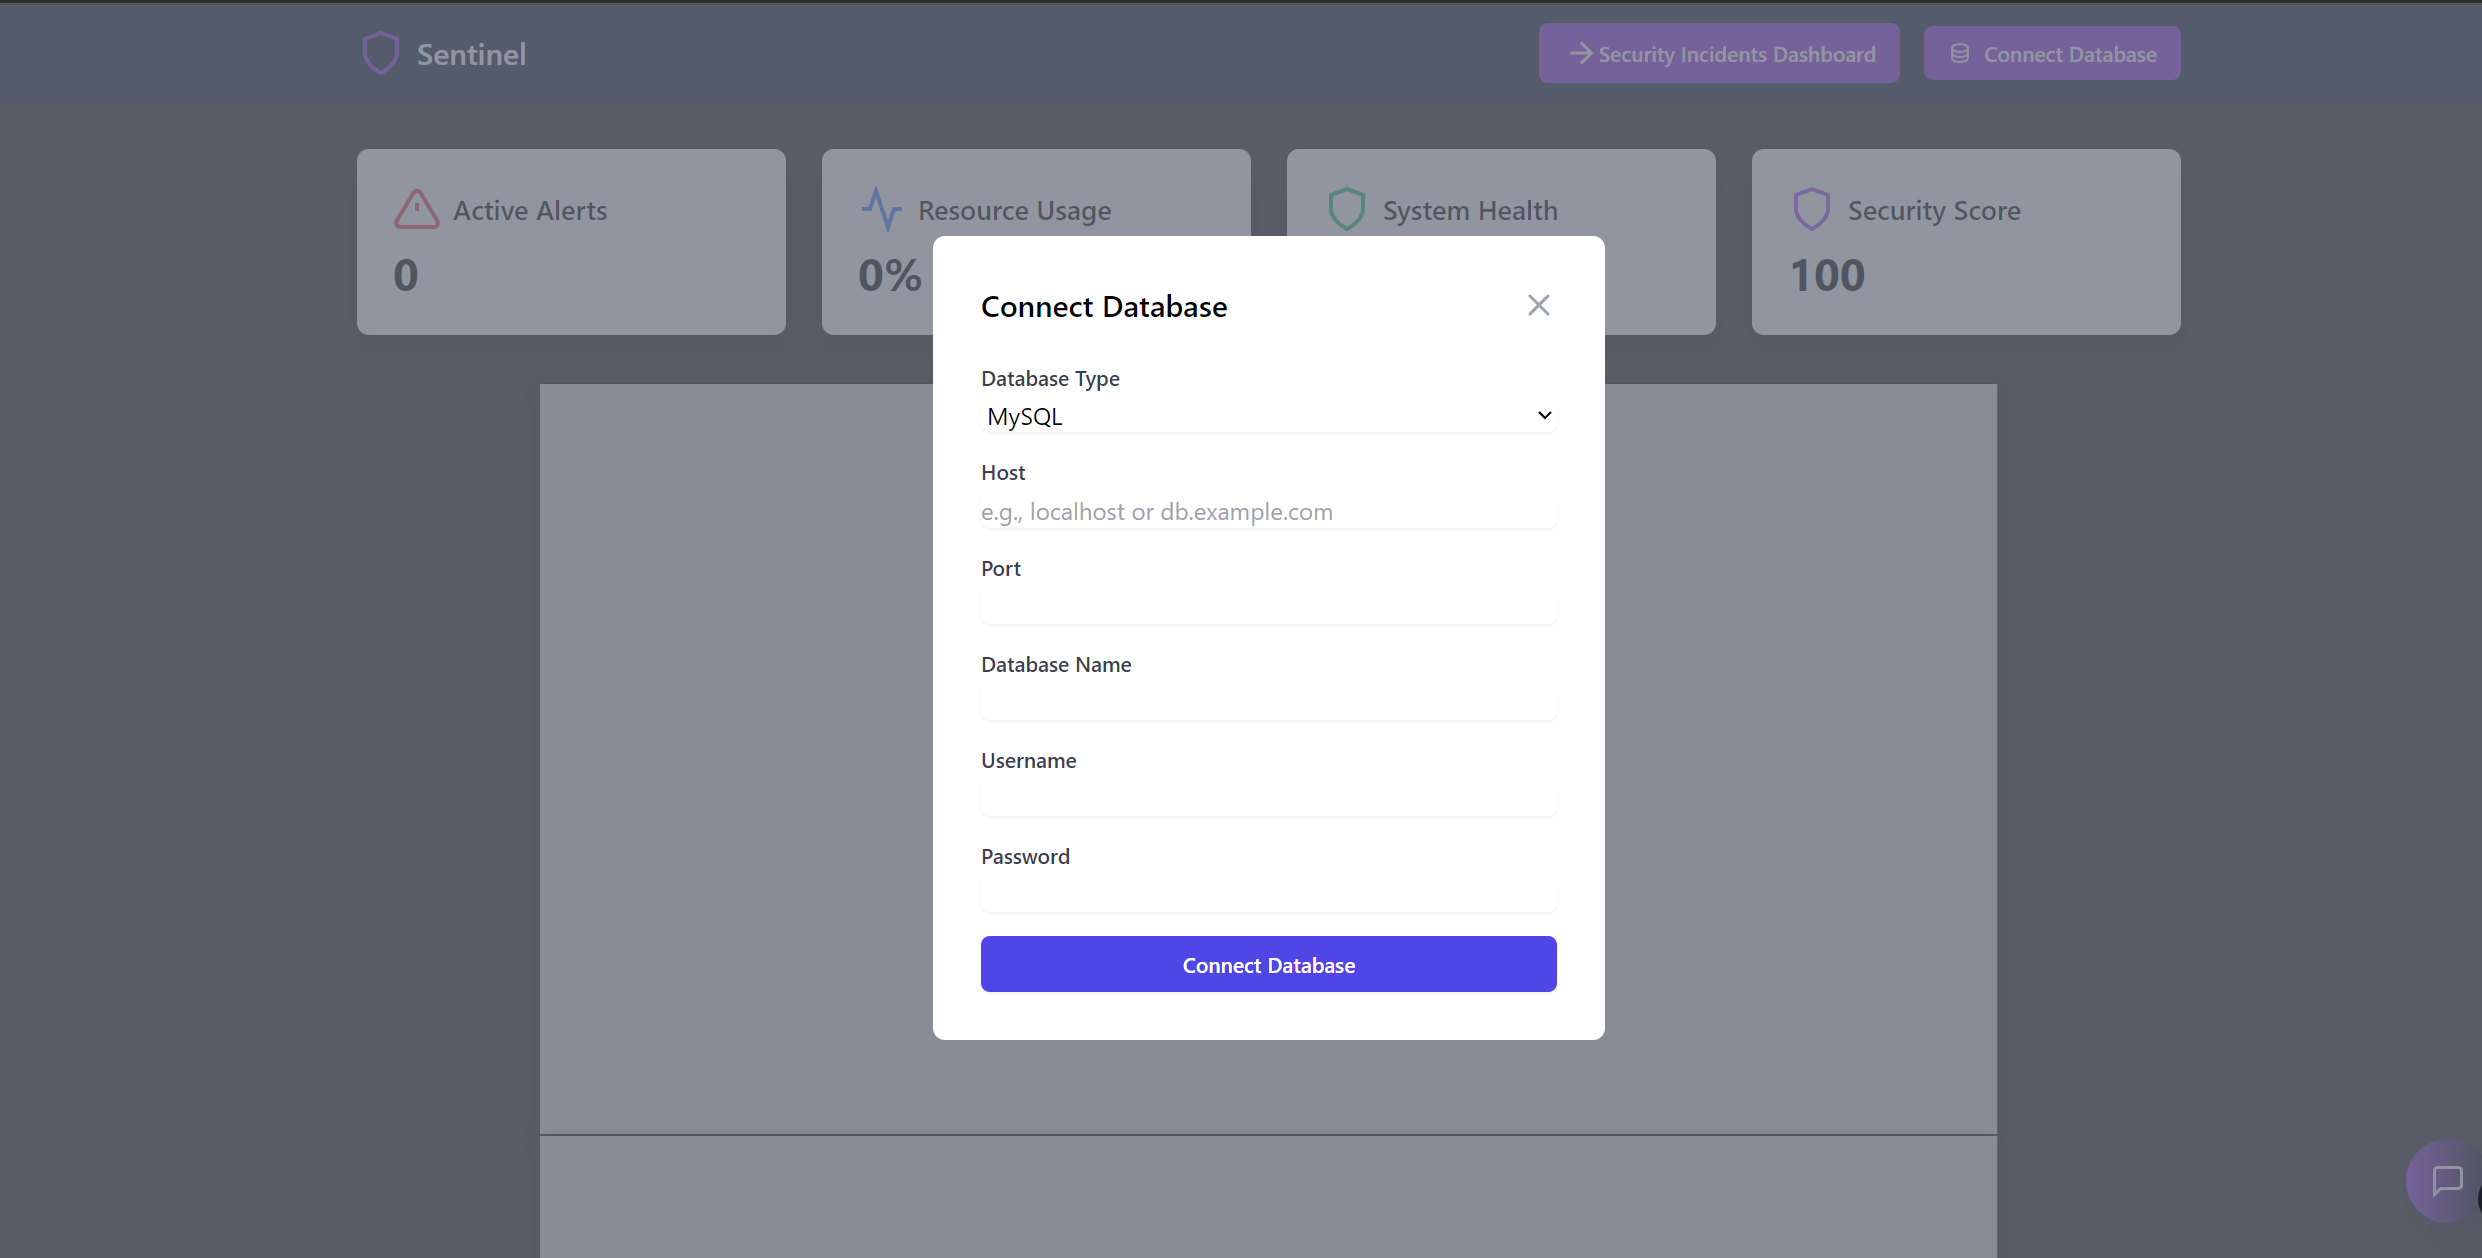 Sentinel
Security Incidents Dashboard
Connect Database
Active Alerts
0
Resource Usage
0%
System Health
Security Score
100
Connect Database
Database Type
MySQL
Host
e.g., localhost or db.example.com
Port
Database Name
Username
Password
Connect Database